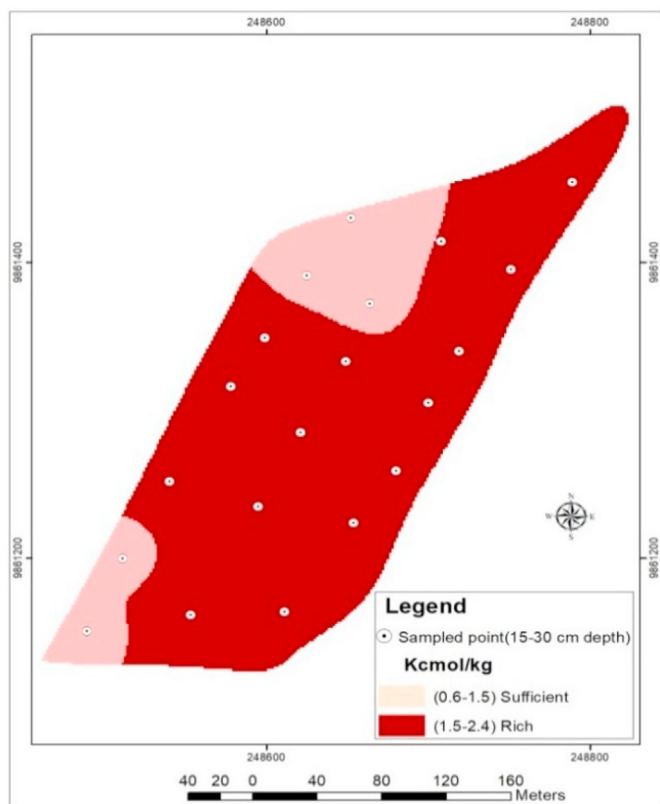 248600 248800
9861400
9861400
9861200
9861200
N
W E
S
Legend
Sampled point(15-30 cm depth)
Kcmol/kg
(0.6-1.5) Sufficient
(1.5-2.4) Rich
248600 248800
40 20 0 40 80 120 160
Meters